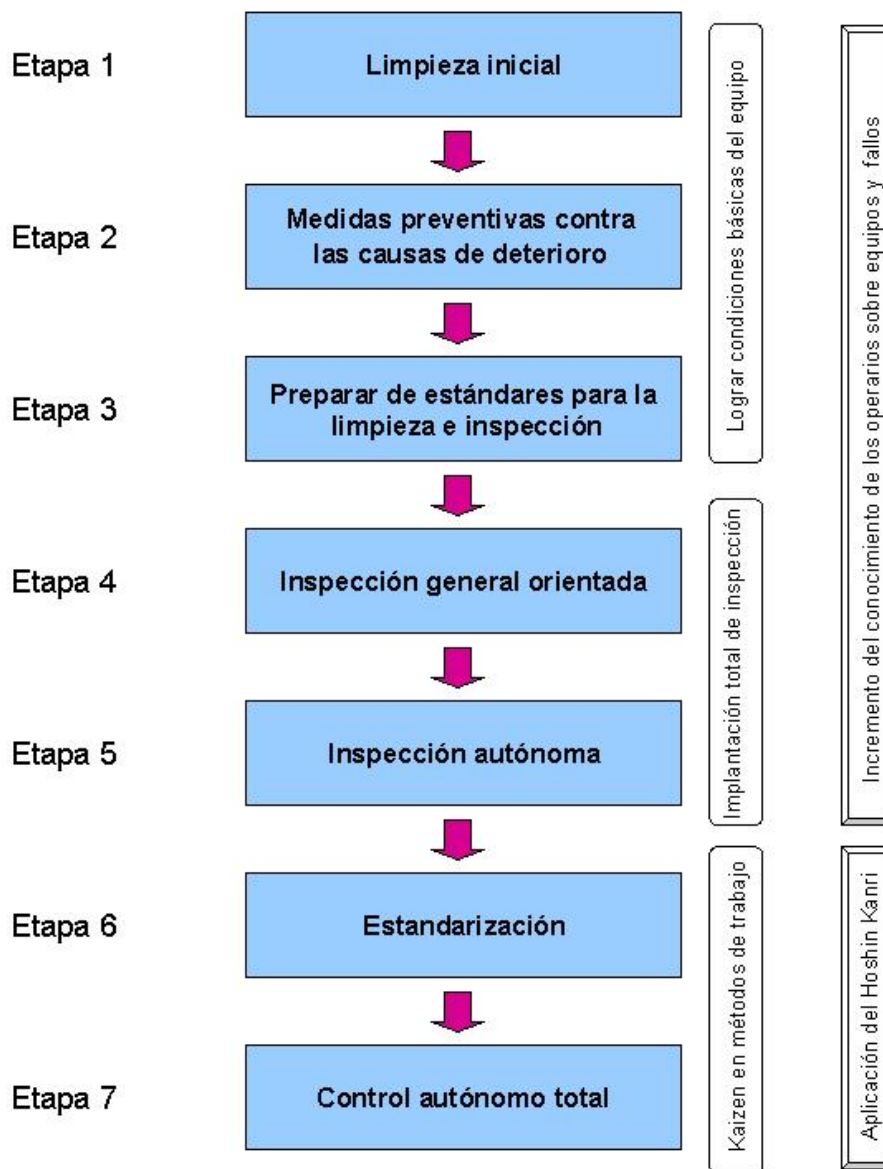 Etapa 1
Limpieza inicial
Etapa 2
Medidas preventivas contra
las causas de deterioro
Etapa 3
Preparar de estándares para la
limpieza e inspección
Etapa 4
Inspección general orientada
Etapa 5
Inspección autónoma
Etapa 6
Estandarización
Etapa 7
Control autónomo total
Lograr condiciones básicas del equipo
Implantación total de inspección
Kaizen en métodos de trabajo
Incremento del conocimiento de los operarios sobre equipos y fallos
Aplicación del Hoshin Kanri